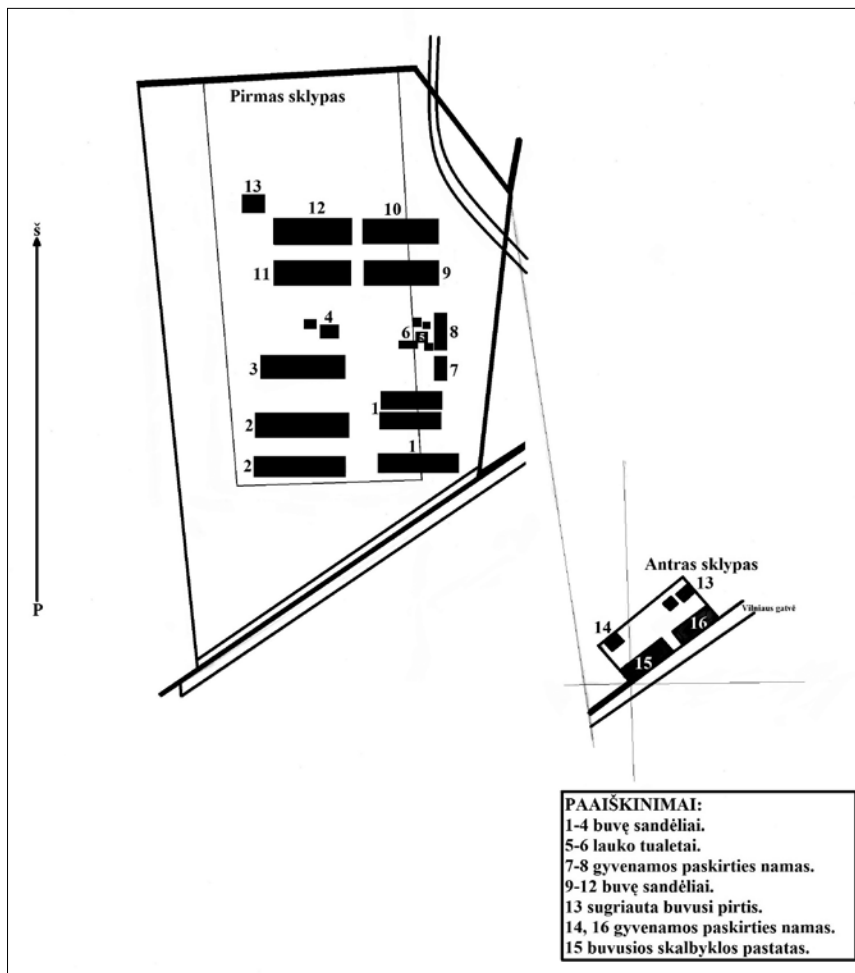 Pirmas sklypas
13
12
10
š
11
9
4
6
5
8
3
7
1
2
1
2
P
Antras sklypas
13
Vilniaus gatvė
14
16
15
PAAIŠKINIMAI:
1-4 buvę sandėliai.
5-6 lauko tualetai.
7-8 gyvenamos paskirties namas.
9-12 buvę sandėliai.
13 sugriauta buvusi pirtis.
14, 16 gyvenamos paskirties namas.
15 buvusios skalbyklos pastatas.